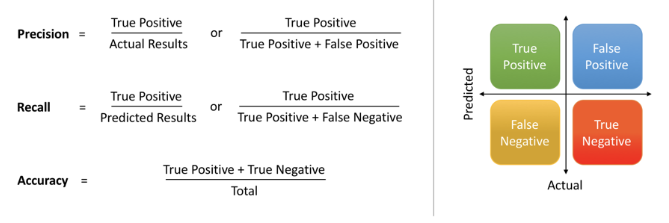 Precision = True Positive / Actual Results or True Positive / True Positive + False Positive
Recall = True Positive / Predicted Results or True Positive / True Positive + False Negative
Accuracy = True Positive + True Negative / Total
Predicted
True Positive
False Positive
False Negative
True Negative
Actual